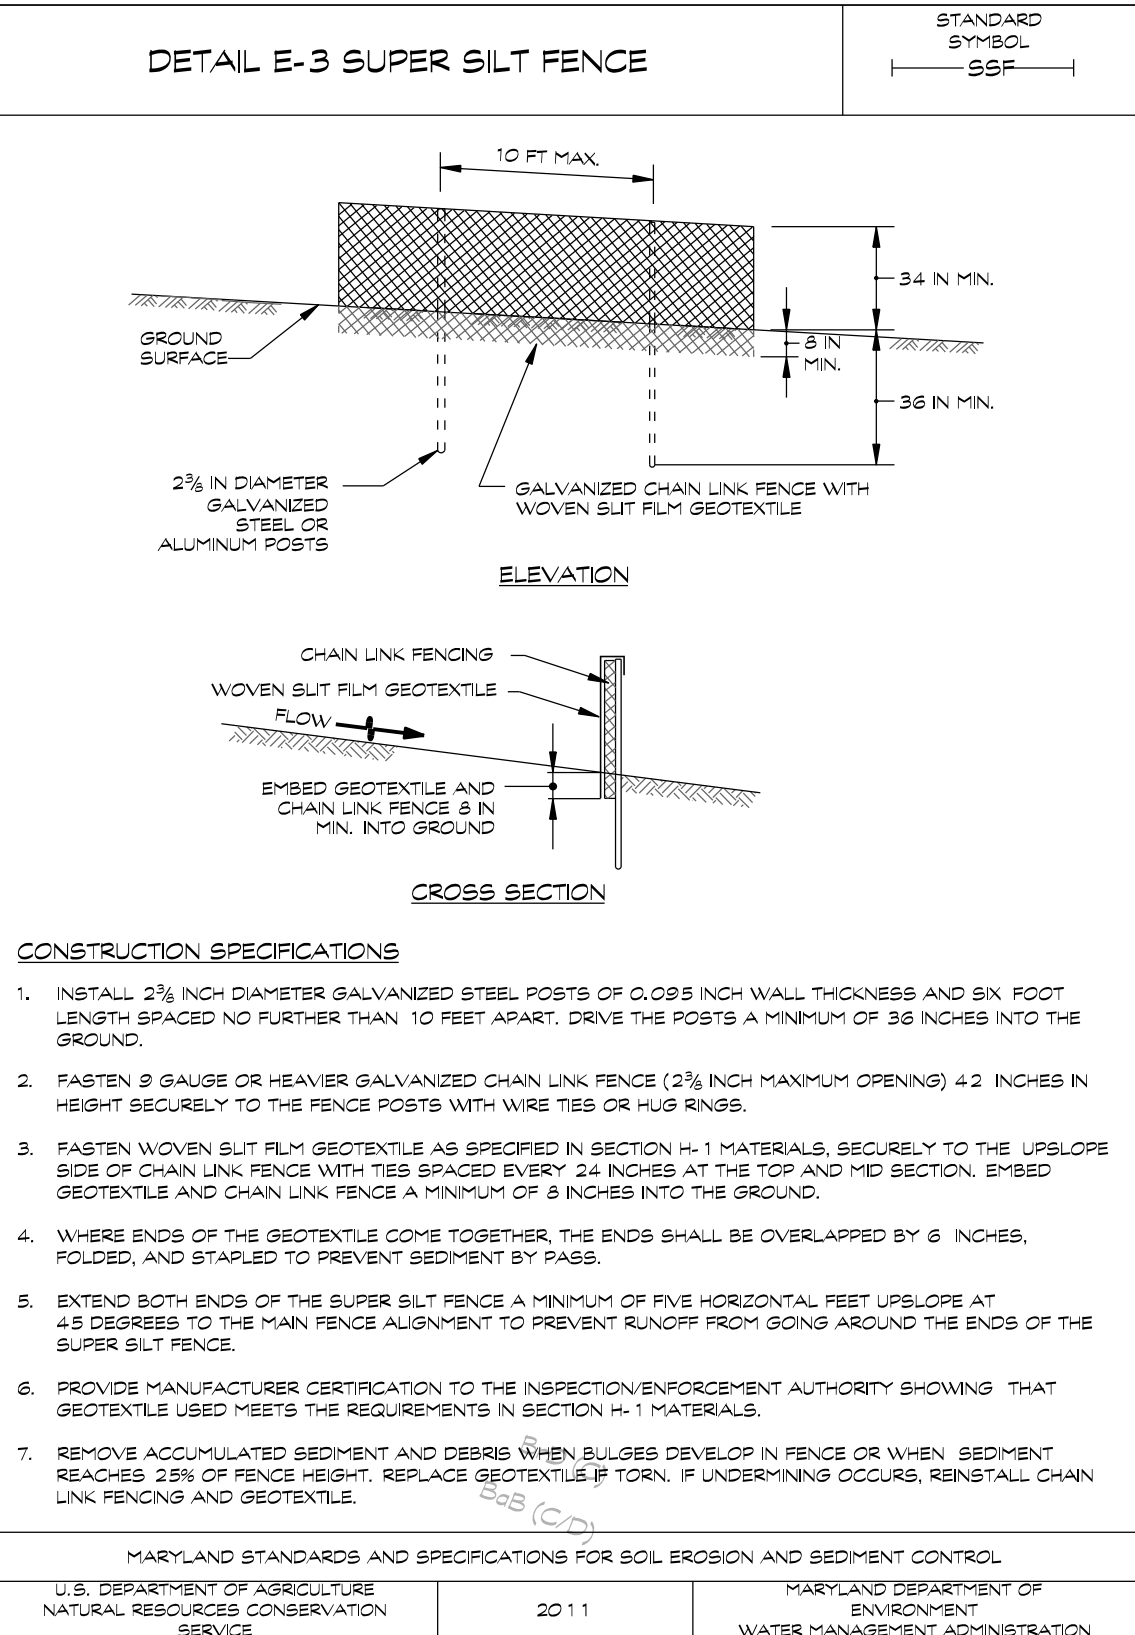 DETAIL E-3 SUPER SILT FENCE
STANDARD
SYMBOL
SSF
10 FT MAX.
34 IN MIN.
GROUND
SURFACE
8 IN
MIN.
36 IN MIN.
2⅜ IN DIAMETER
GALVANIZED
STEEL OR
ALUMINUM POSTS
GALVANIZED CHAIN LINK FENCE WITH
WOVEN SLIT FILM GEOTEXTILE
ELEVATION
CHAIN LINK FENCING
WOVEN SLIT FILM GEOTEXTILE
FLOW
EMBED GEOTEXTILE AND
CHAIN LINK FENCE 8 IN
MIN. INTO GROUND
CROSS SECTION
CONSTRUCTION SPECIFICATIONS
1. INSTALL 2⅜ INCH DIAMETER GALVANIZED STEEL POSTS OF 0.095 INCH WALL THICKNESS AND SIX FOOT
LENGTH SPACED NO FURTHER THAN 10 FEET APART. DRIVE THE POSTS A MINIMUM OF 36 INCHES INTO THE
GROUND.
2. FASTEN 9 GAUGE OR HEAVIER GALVANIZED CHAIN LINK FENCE (2⅜ INCH MAXIMUM OPENING) 42 INCHES IN
HEIGHT SECURELY TO THE FENCE POSTS WITH WIRE TIES OR HUG RINGS.
3. FASTEN WOVEN SLIT FILM GEOTEXTILE AS SPECIFIED IN SECTION H-1 MATERIALS, SECURELY TO THE UPSLOPE
SIDE OF CHAIN LINK FENCE WITH TIES SPACED EVERY 24 INCHES AT THE TOP AND MID SECTION. EMBED
GEOTEXTILE AND CHAIN LINK FENCE A MINIMUM OF 8 INCHES INTO THE GROUND.
4. WHERE ENDS OF THE GEOTEXTILE COME TOGETHER, THE ENDS SHALL BE OVERLAPPED BY 6 INCHES,
FOLDED, AND STAPLED TO PREVENT SEDIMENT BY PASS.
5. EXTEND BOTH ENDS OF THE SUPER SILT FENCE A MINIMUM OF FIVE HORIZONTAL FEET UPSLOPE AT
45 DEGREES TO THE MAIN FENCE ALIGNMENT TO PREVENT RUNOFF FROM GOING AROUND THE ENDS OF THE
SUPER SILT FENCE.
6. PROVIDE MANUFACTURER CERTIFICATION TO THE INSPECTION/ENFORCEMENT AUTHORITY SHOWING THAT
GEOTEXTILE USED MEETS THE REQUIREMENTS IN SECTION H-1 MATERIALS.
7. REMOVE ACCUMULATED SEDIMENT AND DEBRIS WHEN BULGES DEVELOP IN FENCE OR WHEN SEDIMENT
REACHES 25% OF FENCE HEIGHT. REPLACE GEOTEXTILE IF TORN. IF UNDERMINING OCCURS, REINSTALL CHAIN
LINK FENCING AND GEOTEXTILE.
BaB (C/D)
MARYLAND STANDARDS AND SPECIFICATIONS FOR SOIL EROSION AND SEDIMENT CONTROL
U.S. DEPARTMENT OF AGRICULTURE
NATURAL RESOURCES CONSERVATION
SERVICE
2011
MARYLAND DEPARTMENT OF
ENVIRONMENT
WATER MANAGEMENT ADMINISTRATION